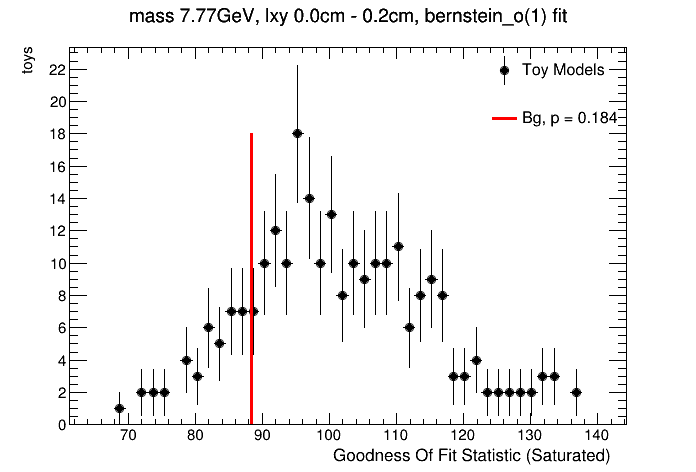 mass 7.77GeV, lxy 0.0cm - 0.2cm, bernstein_o(1) fit
toys
Toy Models
Bg, p = 0.184
22
20
18
16
14
12
10
8
6
4
2
0
70 80 90 100 110 120 130 140
Goodness Of Fit Statistic (Saturated)